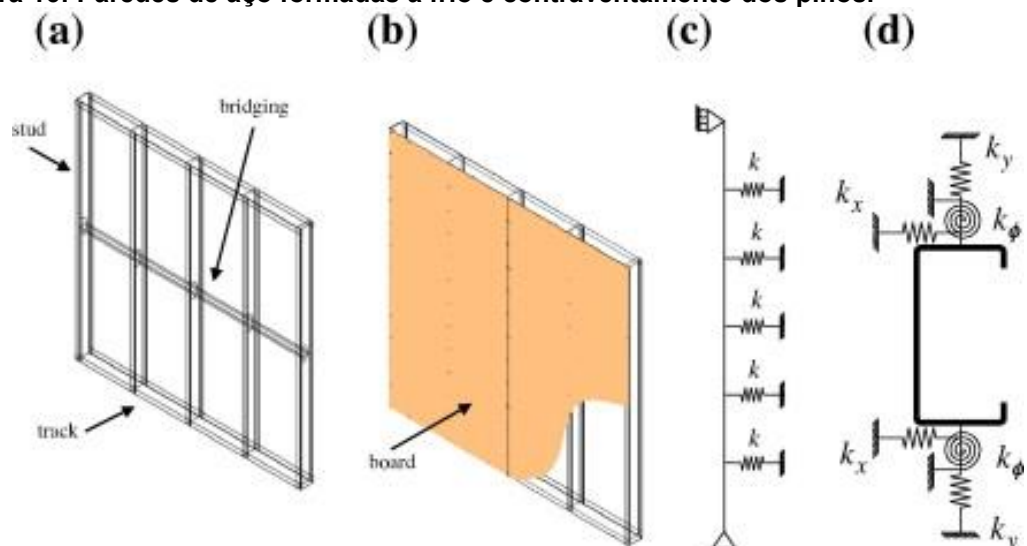 (a)
(b)
(c)
(d)
bridging
stud
track
board
k
k
k
k
k
k_y
k_x
k_ϕ
k_x
k_ϕ
k_y